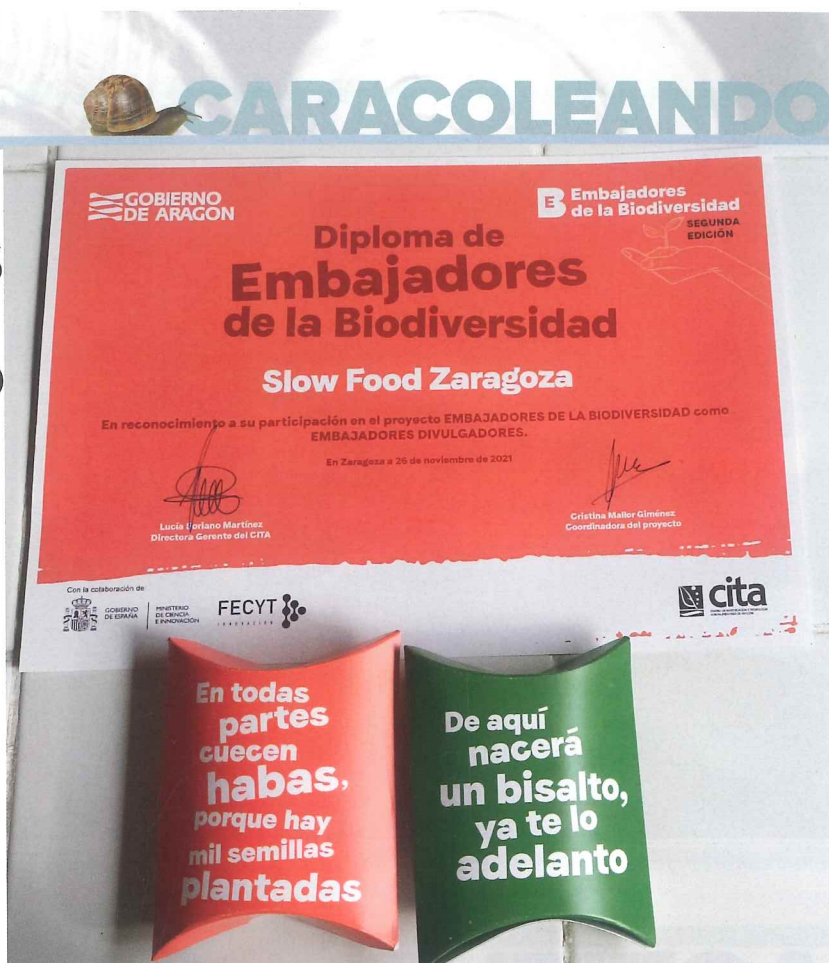 CARACOLEANDO
GOBIERNO
DE ARAGON
Embajadores
de la Biodiversidad
SEGUNDA
EDICIÓN
Diploma de
Embajadores
de la Biodiversidad
Slow Food Zaragoza
En reconocimiento a su participación en el proyecto EMBAJADORES DE LA BIODIVERSIDAD como
EMBAJADORES DIVULGADORES.
En Zaragoza a 26 de noviembre de 2021
Lucía Soriano Martínez
Directora Gerente del CITA
Cristina Mallor Giménez
Coordinadora del proyecto
Con la colaboración de
GOBIERNO
DE ESPAÑA
MINISTERIO
DE CIENCIA
E INNOVACIÓN
FECYT
INNOVACIÓN
cita
En todas
partes
cuecen
habas,
porque hay
mil semillas
plantadas
De aquí
nacerá
un bisalto,
ya te lo
adelanto